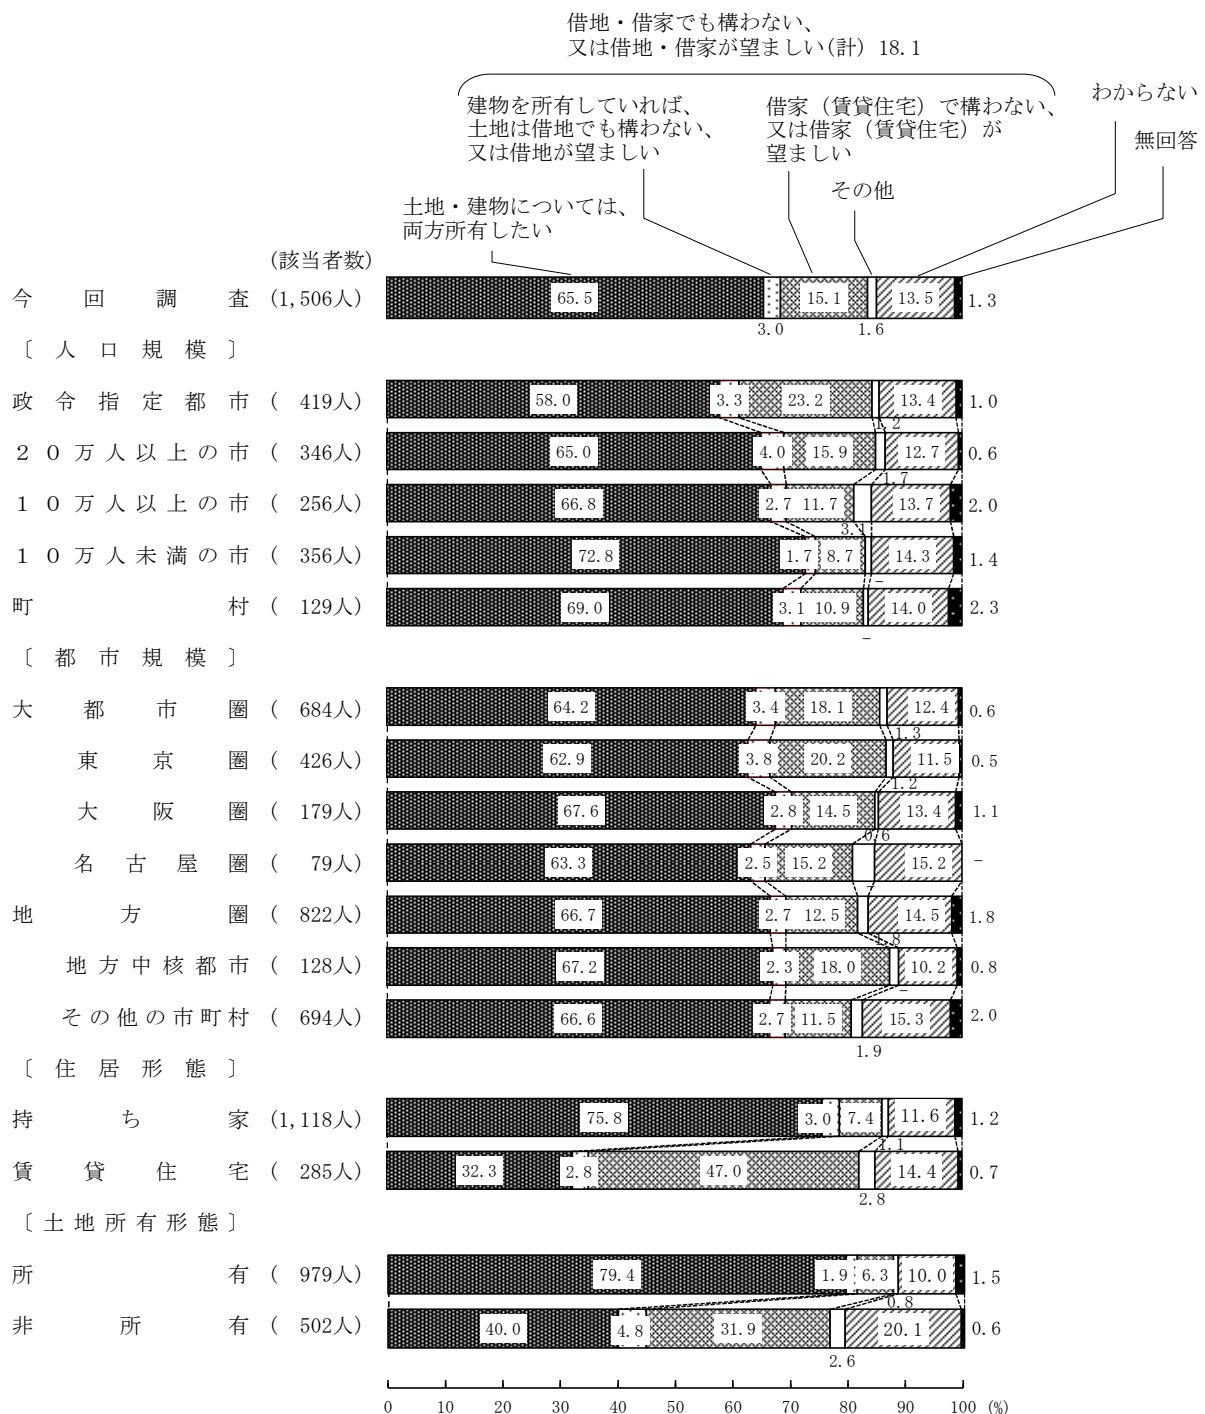 借地・借家でも構わない、
又は借地・借家が望ましい(計) 18.1
建物を所有していれば、
土地は借地でも構わない、
又は借地が望ましい
借家（賃貸住宅）で構わない、
又は借家（賃貸住宅）が
望ましい
わからない
無回答
その他
土地・建物については、
両方所有したい
(該当者数)
今回調査 (1,506人) 65.5 15.1 13.5 1.3
3.0 1.6
〔人口規模〕
政令指定都市 ( 419人) 58.0 3.3 23.2 13.4 1.0
1.2
２０万人以上の市 ( 346人) 65.0 4.0 15.9 12.7 0.6
1.7
１０万人以上の市 ( 256人) 66.8 2.7 11.7 13.7 2.0
3.1
１０万人未満の市 ( 356人) 72.8 1.7 8.7 14.3 1.4
−
町村 ( 129人) 69.0 3.1 10.9 14.0 2.3
−
〔都市規模〕
大都市圏 ( 684人) 64.2 3.4 18.1 12.4 0.6
1.3
東京圏 ( 426人) 62.9 3.8 20.2 11.5 0.5
1.2
大阪圏 ( 179人) 67.6 2.8 14.5 13.4 1.1
0.6
名古屋圏 ( 79人) 63.3 2.5 15.2 15.2 −
−
地方圏 ( 822人) 66.7 2.7 12.5 14.5 1.8
1.8
地方中核都市 ( 128人) 67.2 2.3 18.0 10.2 0.8
−
その他の市町村 ( 694人) 66.6 2.7 11.5 15.3 2.0
1.9
〔住居形態〕
持ち家 (1,118人) 75.8 3.0 7.4 11.6 1.2
1.1
賃貸住宅 ( 285人) 32.3 2.8 47.0 14.4 0.7
2.8
〔土地所有形態〕
所有 ( 979人) 79.4 1.9 6.3 10.0 1.5
0.8
非所有 ( 502人) 40.0 4.8 31.9 20.1 0.6
2.6
0 10 20 30 40 50 60 70 80 90 100 (%)